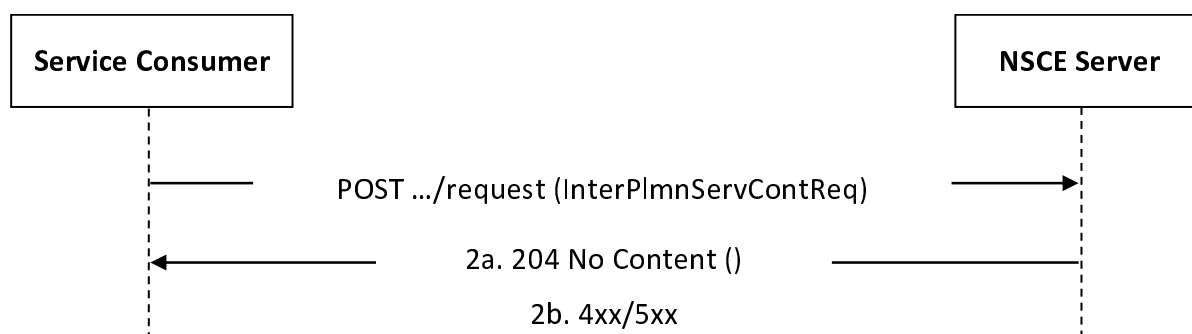 Service Consumer
NSCE Server
POST …/request (InterPlmnServContReq)
2a. 204 No Content ()
2b. 4xx/5xx